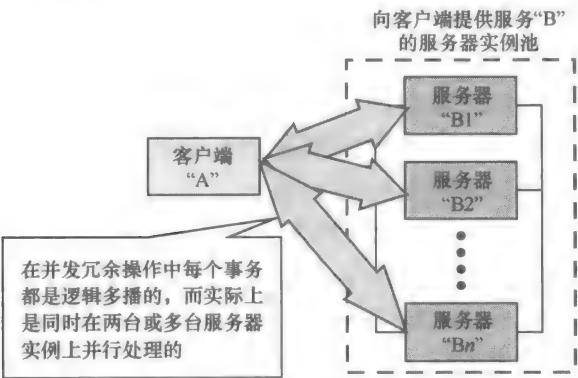 向客户端提供服务“B”
的服务器实例池
服务器
“B1”
客户端
“A”
服务器
“B2”
在并发冗余操作中每个事务
都是逻辑多播的，而实际上
是同时在两台或多台服务器
实例上并行处理的
服务器
“Bn”